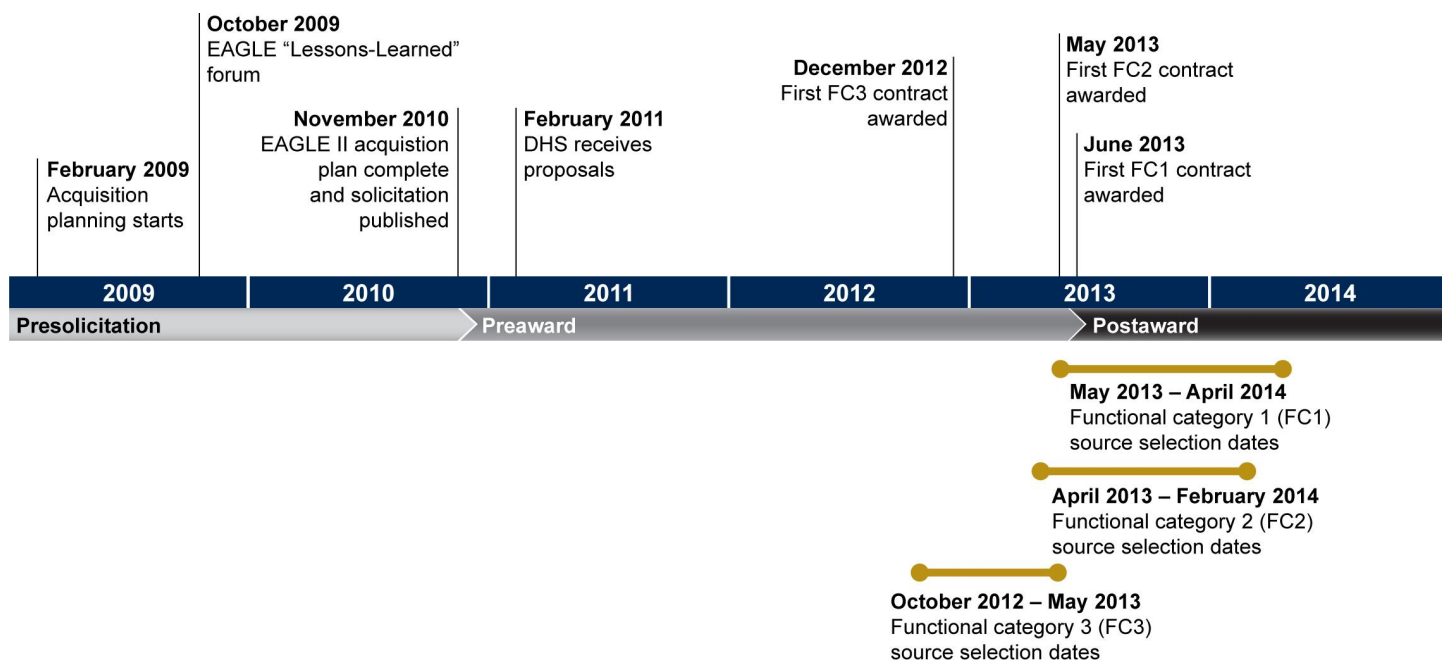 October 2009
EAGLE “Lessons-Learned”
forum
May 2013
First FC2 contract
awarded
December 2012
First FC3 contract
awarded
November 2010
EAGLE II acquistion
plan complete
and solicitation
published
February 2011
DHS receives
proposals
June 2013
First FC1 contract
awarded
February 2009
Acquisition
planning starts
2009
2010
2011
2012
2013
2014
Presolicitation
Preaward
Postaward
May 2013 – April 2014
Functional category 1 (FC1)
source selection dates
April 2013 – February 2014
Functional category 2 (FC2)
source selection dates
October 2012 – May 2013
Functional category 3 (FC3)
source selection dates